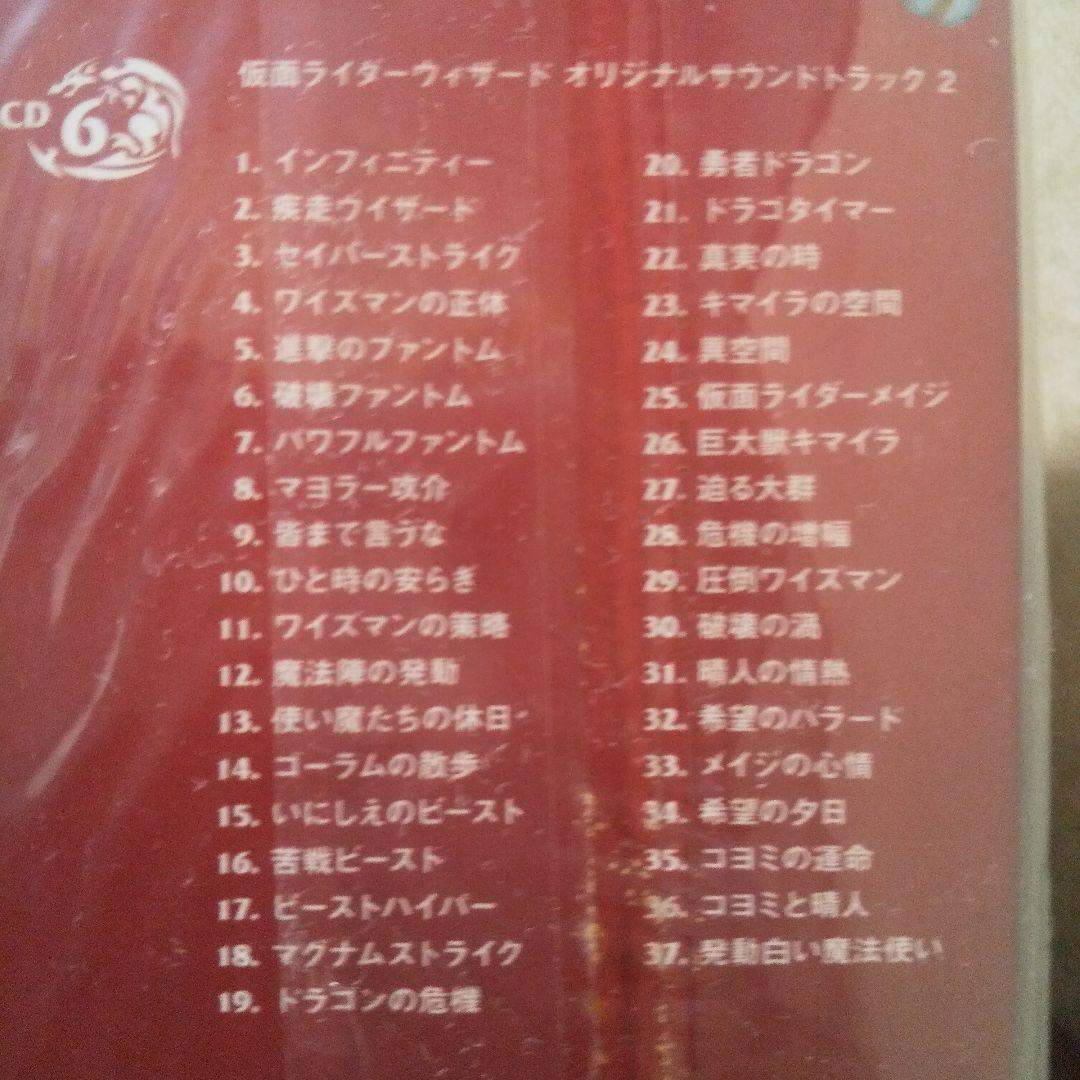 CD 6
仮面ライダーウィザード オリジナルサウンドトラック 2
1. インフィニティー
2.疾走ウイザード
3. セイバーストライク
4. ワイズマンの正体
5. 進撃のファントム
6. 破壊ファントム
7. パワフルファントム
8. マヨラー攻介
9. 皆まで言うな
10. ひと時の安らぎ
11. ワイズマンの策略
12. 魔法陣の発動
13. 使い魔たちの休日
14. ゴーラムの散歩
15. いにしえのビースト
16. 苦戦ビースト
17. ビーストハイパー
18. マグナムストライク
19. ドラゴンの危機
20. 勇者ドラゴン
21. ドラゴタイマー
22. 真実の時
23. キマイラの空間
24. 異空間
25. 仮面ライダーメイジ
26. 巨大獣キマイラ
27. 迫る大群
28. 危機の増幅
29. 圧倒ワイズマン
30. 破壊の渦
31. 晴人の情熱
32. 希望のバラード
33. メイジの心情
34. 希望の夕日
35. コヨミの運命
36. コヨミと晴人
37. 発動白い魔法使い